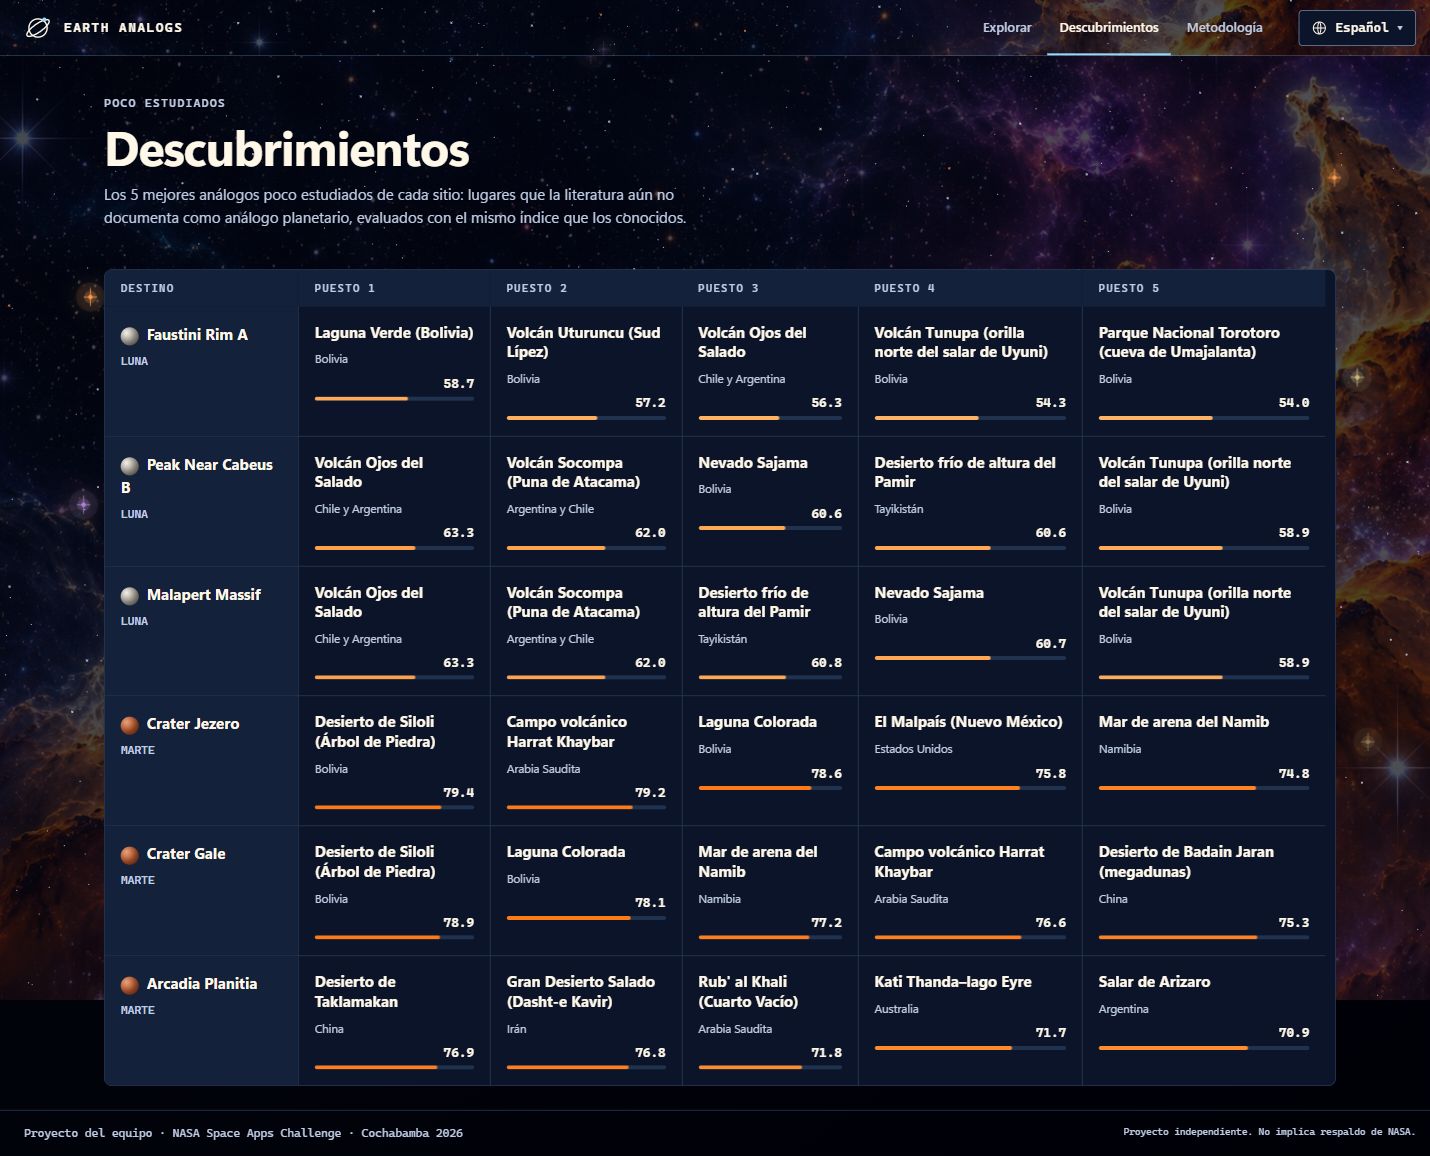 EARTH ANALOGS
Explorar
Descubrimientos
Metodología
Español
POCO ESTUDIADOS
Descubrimientos
Los 5 mejores análogos poco estudiados de cada sitio: lugares que la literatura aún no
documenta como análogo planetario, evaluados con el mismo índice que los conocidos.
DESTINO
PUESTO 1
PUESTO 2
PUESTO 3
PUESTO 4
PUESTO 5
Faustini Rim A
LUNA
Laguna Verde (Bolivia)
Bolivia
58.7
Volcán Uturuncu (Sud
Lípez)
Bolivia
57.2
Volcán Ojos del
Salado
Chile y Argentina
56.3
Volcán Tunupa (orilla
norte del salar de Uyuni)
Bolivia
54.3
Parque Nacional Torotoro
(cueva de Umajalanta)
Bolivia
54.0
Peak Near Cabeus
B
LUNA
Volcán Ojos del
Salado
Chile y Argentina
63.3
Volcán Socompa
(Puna de Atacama)
Argentina y Chile
62.0
Nevado Sajama
Bolivia
60.6
Desierto frío de altura del
Pamir
Tayikistán
60.6
Volcán Tunupa (orilla norte
del salar de Uyuni)
Bolivia
58.9
Malapert Massif
LUNA
Volcán Ojos del
Salado
Chile y Argentina
63.3
Volcán Socompa
(Puna de Atacama)
Argentina y Chile
62.0
Desierto frío de
altura del Pamir
Tayikistán
60.8
Nevado Sajama
Bolivia
60.7
Volcán Tunupa (orilla norte
del salar de Uyuni)
Bolivia
58.9
Crater Jezero
MARTE
Desierto de Siloli
(Árbol de Piedra)
Bolivia
79.4
Campo volcánico
Harrat Khaybar
Arabia Saudita
79.2
Laguna Colorada
Bolivia
78.6
El Malpaís (Nuevo México)
Estados Unidos
75.8
Mar de arena del Namib
Namibia
74.8
Crater Gale
MARTE
Desierto de Siloli
(Árbol de Piedra)
Bolivia
78.9
Laguna Colorada
Bolivia
78.1
Mar de arena del
Namib
Namibia
77.2
Campo volcánico Harrat
Khaybar
Arabia Saudita
76.6
Desierto de Badain Jaran
(megadunas)
China
75.3
Arcadia Planitia
MARTE
Desierto de
Taklamakan
China
76.9
Gran Desierto Salado
(Dasht-e Kavir)
Irán
76.8
Rub' al Khali
(Cuarto Vacío)
Arabia Saudita
71.8
Kati Thanda–lago Eyre
Australia
71.7
Salar de Arizaro
Argentina
70.9
Proyecto del equipo · NASA Space Apps Challenge · Cochabamba 2026
Proyecto independiente. No implica respaldo de NASA.